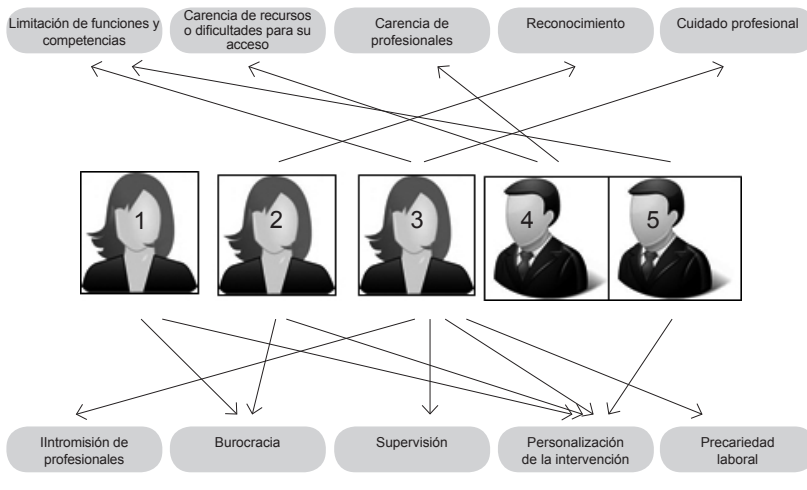 Limitación de funciones y
competencias
Carencia de recursos
o dificultades para su
acceso
Carencia de
profesionales
Reconocimiento
Cuidado profesional
1
2
3
4
5
IIntromisión de
profesionales
Burocracia
Supervisión
Personalización
de la intervención
Precariedad
laboral